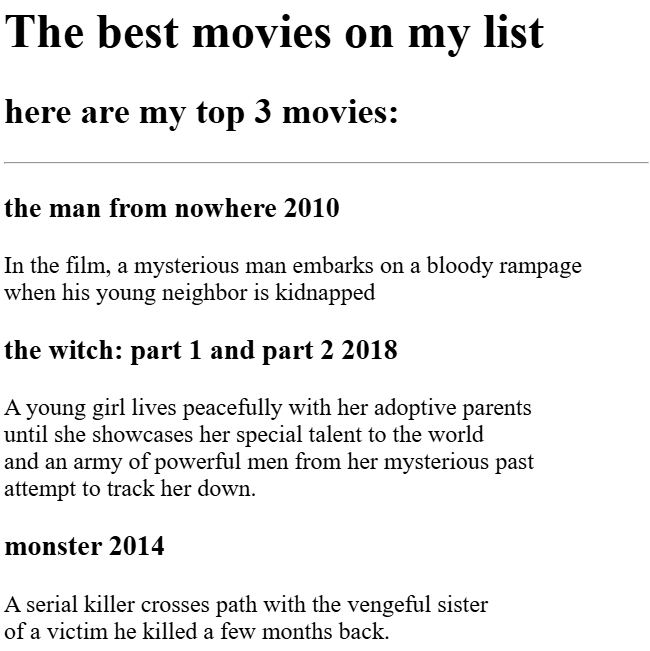 The best movies on my list
here are my top 3 movies:
the man from nowhere 2010
In the film, a mysterious man embarks on a bloody rampage
when his young neighbor is kidnapped
the witch: part 1 and part 2 2018
A young girl lives peacefully with her adoptive parents
until she showcases her special talent to the world
and an army of powerful men from her mysterious past
attempt to track her down.
monster 2014
A serial killer crosses path with the vengeful sister
of a victim he killed a few months back.